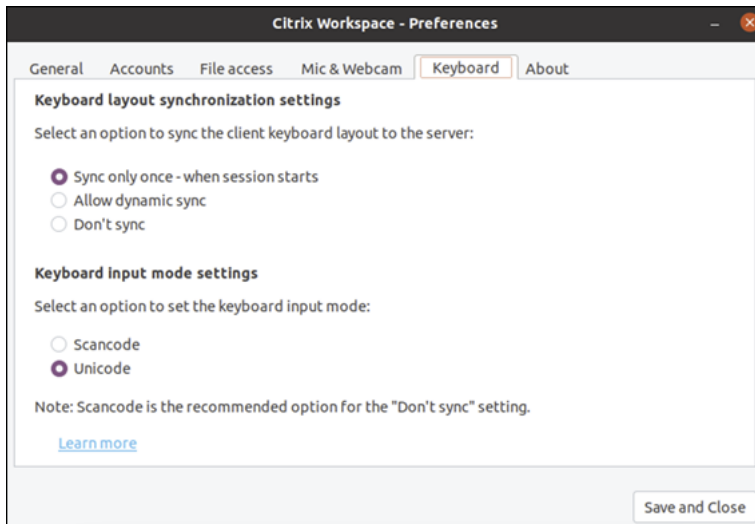 Citrix Workspace - Preferences
General Accounts File access Mic & Webcam Keyboard About
Keyboard layout synchronization settings
Select an option to sync the client keyboard layout to the server:
Sync only once - when session starts
Allow dynamic sync
Don't sync
Keyboard input mode settings
Select an option to set the keyboard input mode:
Scancode
Unicode
Note: Scancode is the recommended option for the "Don't sync" setting.
Learn more
Save and Close